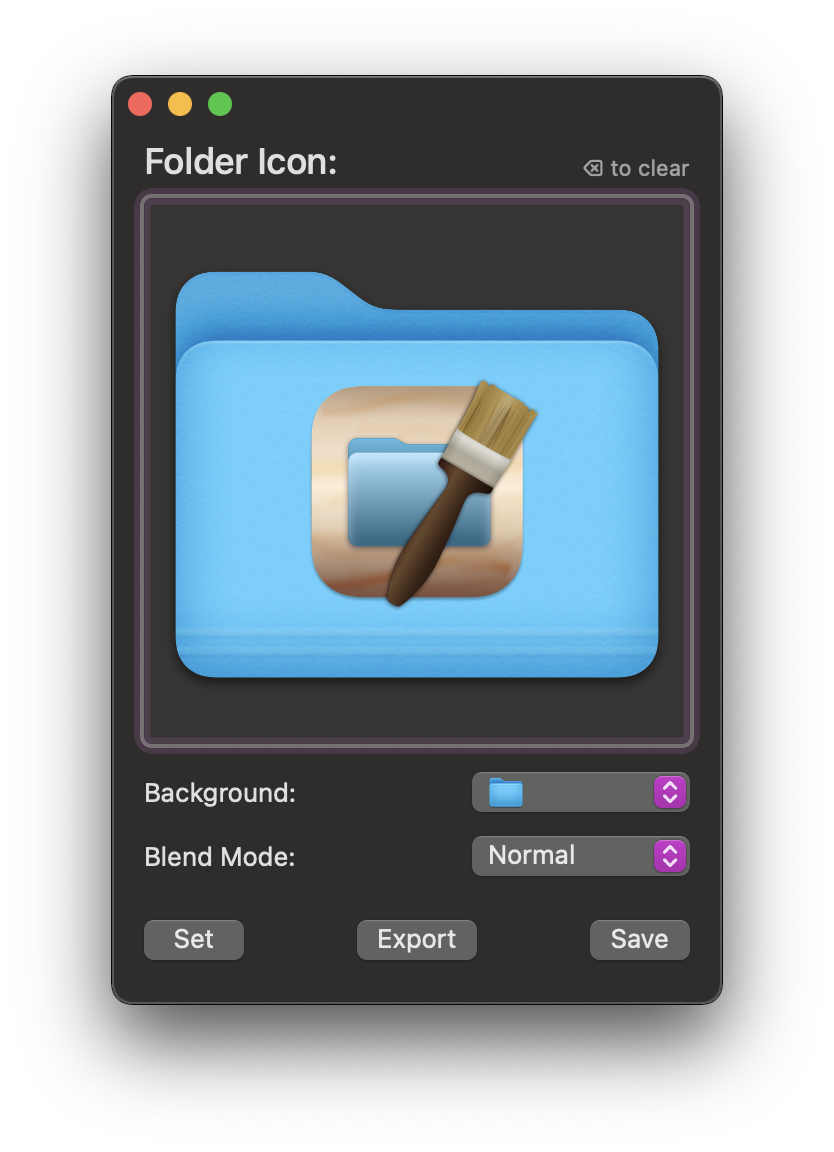 Folder Icon:
⌫ to clear
Background:
Blend Mode:
Normal
Set
Export
Save